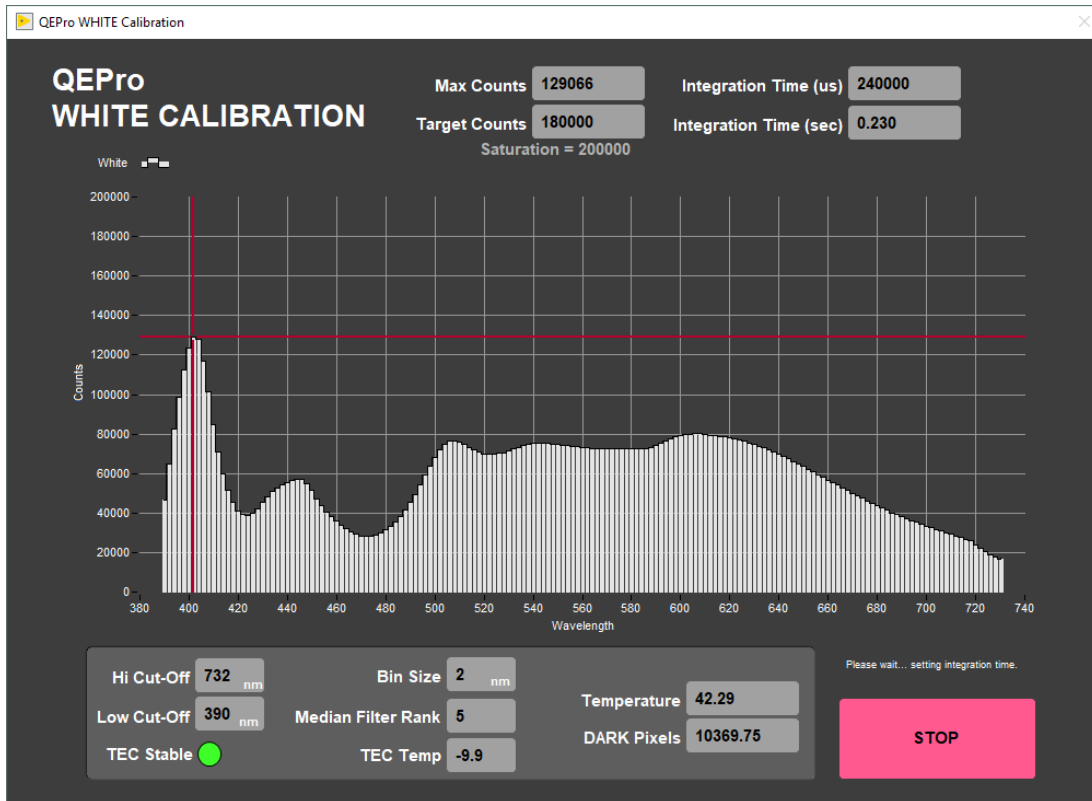 QEPro WHITE Calibration
QEPro
WHITE CALIBRATION
Max Counts 129066
Target Counts 180000
Saturation = 200000
Integration Time (us) 240000
Integration Time (sec) 0.230
White
200000
180000
160000
140000
120000
100000
80000
60000
40000
20000
0
Counts
380 400 420 440 460 480 500 520 540 560 580 600 620 640 660 680 700 720 740
Wavelength
Hi Cut-Off 732 nm
Low Cut-Off 390 nm
TEC Stable
Bin Size 2 nm
Median Filter Rank 5
TEC Temp -9.9
Temperature 42.29
DARK Pixels 10369.75
Please wait... setting integration time.
STOP